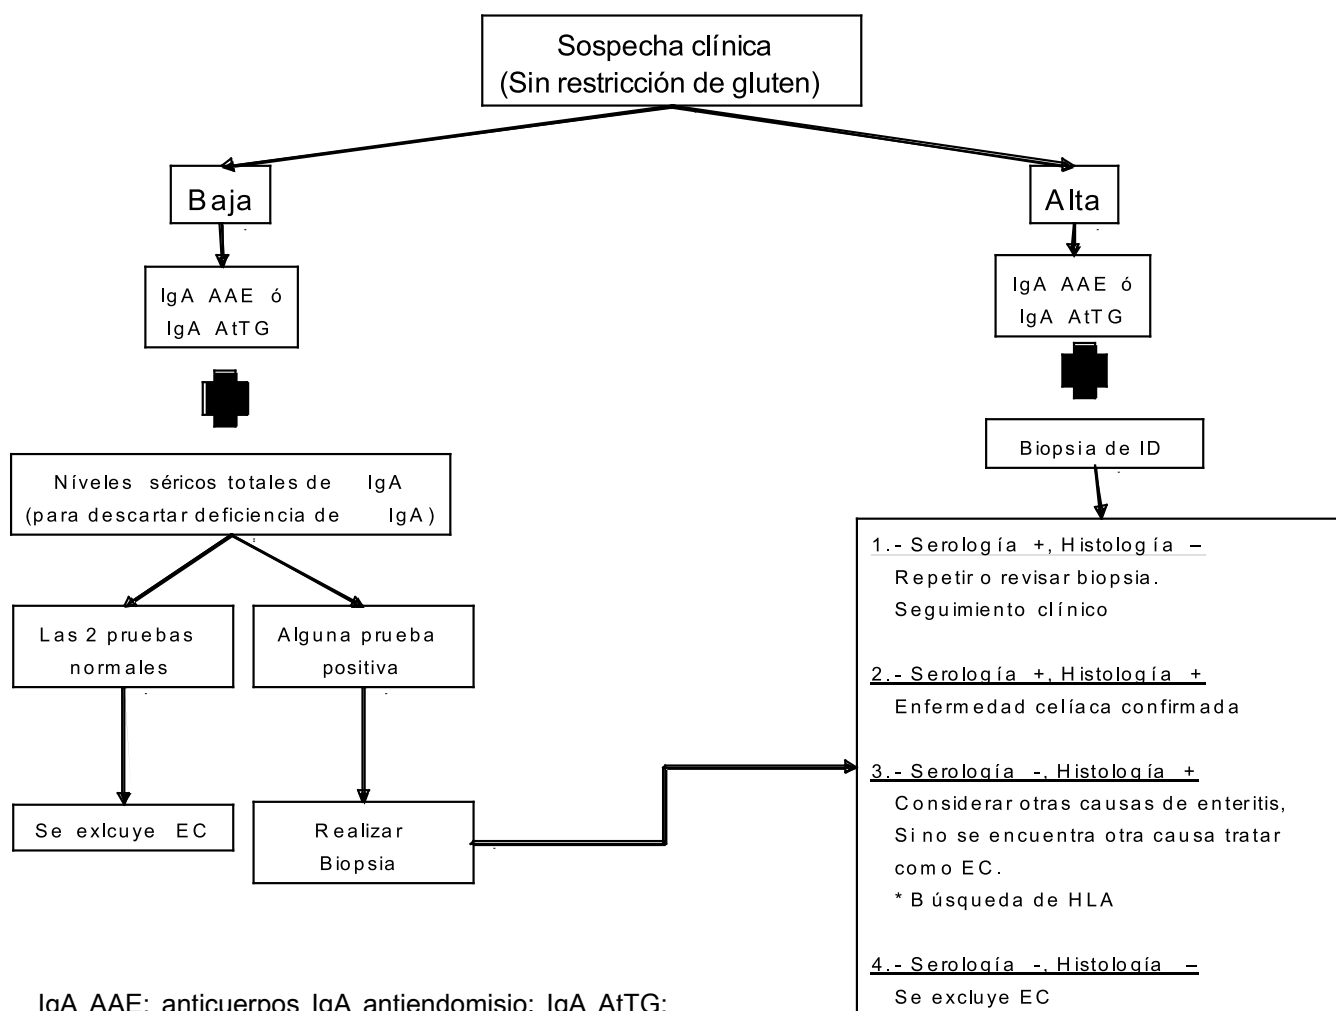 Sospecha clínica
(Sin restricción de gluten)
Baja
Alta
IgA AAE ó
IgA AtTG
IgA AAE ó
IgA AtTG
Biopsia de ID
Níveles séricos totales de IgA
(para descartar deficiencia de IgA)
Las 2 pruebas
normales
Alguna prueba
positiva
Se exlcuye EC
Realizar
Biopsia
1.- Serología +, Histología –
Repetir o revisar biopsia.
Seguimiento clínico
2.- Serología +, Histología +
Enfermedad celíaca confirmada
3.- Serología -, Histología +
Considerar otras causas de enteritis,
Si no se encuentra otra causa tratar
como EC.
* Búsqueda de HLA
4.- Serología -, Histología –
Se excluye EC
IgA AAE: anticuerpos IgA antiendomisio; IgA AtTG: